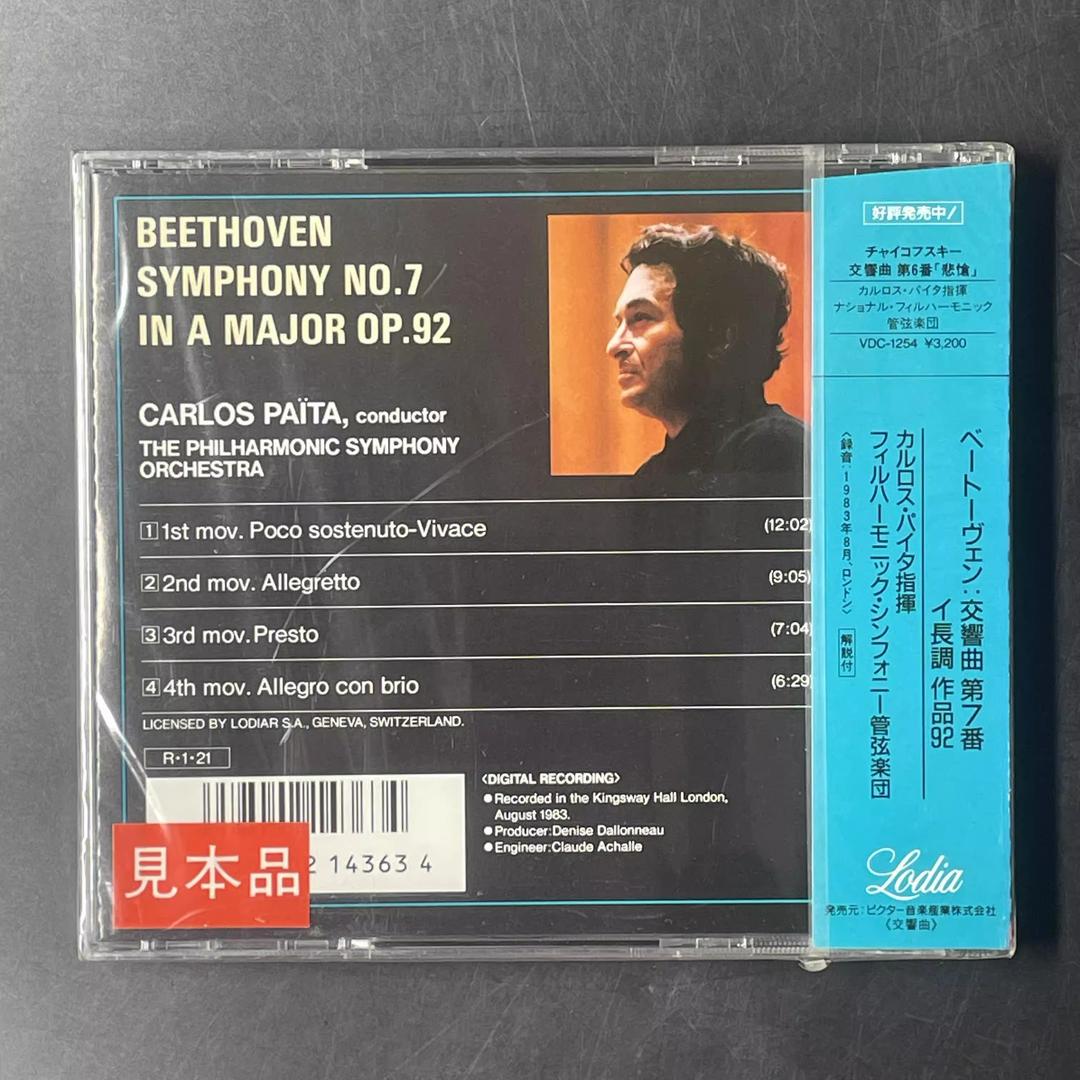 BEETHOVEN
SYMPHONY NO.7
IN A MAJOR OP.92
CARLOS PAÏTA, conductor
THE PHILHARMONIC SYMPHONY
ORCHESTRA
1 1st mov. Poco sostenuto-Vivace (12:02)
2 2nd mov. Allegretto (9:05)
3 3rd mov. Presto (7:04)
4 4th mov. Allegro con brio (6:29)
LICENSED BY LODIAR S.A., GENEVA, SWITZERLAND.
R・1・21
2 14363 4
見本品
〈DIGITAL RECORDING〉
●Recorded in the Kingsway Hall London,
August 1983.
●Producer:Denise Dallonneau
●Engineer:Claude Achalle
好評発売中!
チャイコフスキー
交響曲 第6番「悲愴」
カルロス・パイタ指揮
ナショナル・フィルハーモニック
管弦楽団
VDC-1254 ¥3,200
ベートーヴェン:交響曲 第7番
イ長調 作品92
カルロス・パイタ指揮
フィルハーモニック・シンフォニー管弦楽団
〈録音:1983年8月、ロンドン〉 解説付
Lodia
発売元:ビクター音楽産業株式会社
〈交響曲〉